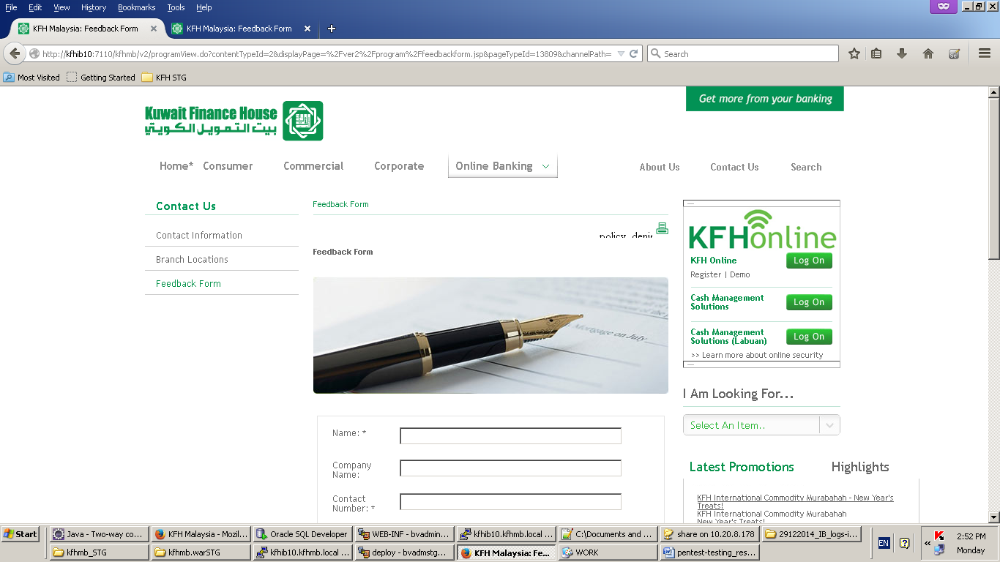 File Edit View History Bookmarks Tools Help
KFH Malaysia: Feedback Form
KFH Malaysia: Feedback Form
http://kfhib10:7110/kfhmb/v2/programView.do?contentTypeId=2&displayPage=%2Fver2%2Fprogram%2Ffeedbackform.jsp&pageTypeId=13809&channelPath=
Search
Most Visited Getting Started KFH STG
Get more from your banking
Kuwait Finance House
بيت التمويل الكويتي
Home* Consumer Commercial Corporate Online Banking About Us Contact Us Search
Contact Us
Contact Information
Branch Locations
Feedback Form
Feedback Form
Feedback Form
Mortgage on July
Name: *
Company
Name:
Contact
Number: *
KFHonline
KFH Online
Log On
Register | Demo
Cash Management
Solutions
Log On
Cash Management
Solutions (Labuan)
Log On
>> Learn more about online security
I Am Looking For...
Select An Item..
Latest Promotions Highlights
KFH International Commodity Murabahah - New Year's
Treats!
KFH International Commodity Murabahah
New Year's Treats!
Start
Java - Two-way co...
KFH Malaysia - Mozil...
Oracle SQL Developer
WEB-INF - bvadmin...
kfhib10.kfhmb.local ...
C:\Documents and ...
share on 10.20.8.178
29122014_IB_logs-i...
EN
2:52 PM
kfhmb_STG
kfhmb.warSTG
kfhib10.kfhmb.local ...
deploy - bvadmstg...
KFH Malaysia: Fe...
WORK
pentest-testing_res...
Monday